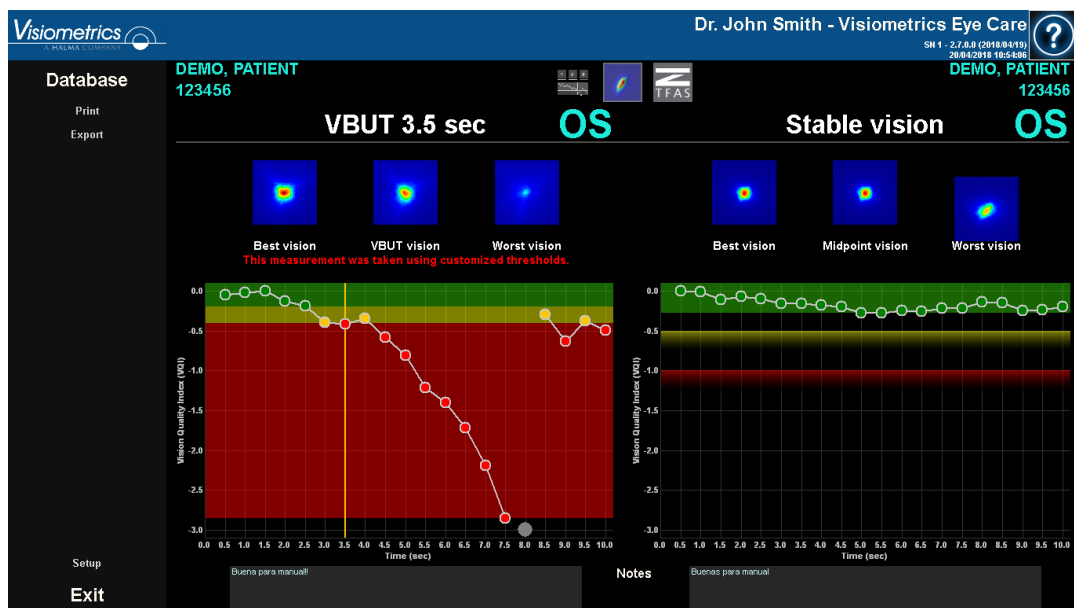 Visiometrics
A HALMA COMPANY
Dr. John Smith - Visiometrics Eye Care
SN 1 - 2.7.0.0 (2018/04/19)
20/04/2018 10:54:06
?
Database
Print
Export
DEMO, PATIENT
123456
TFAS
DEMO, PATIENT
123456
VBUT 3.5 sec
OS
Stable vision
OS
Best vision
VBUT vision
Worst vision
This measurement was taken using customized thresholds.
Best vision
Midpoint vision
Worst vision
Vision Quality Index (VQI)
0.0
-0.5
-1.0
-1.5
-2.0
-2.5
-3.0
0.0 0.5 1.0 1.5 2.0 2.5 3.0 3.5 4.0 4.5 5.0 5.5 6.0 6.5 7.0 7.5 8.0 8.5 9.0 9.5 10.0
Time (sec)
Vision Quality Index (VQI)
0.0
-0.5
-1.0
-1.5
-2.0
-2.5
-3.0
0.0 0.5 1.0 1.5 2.0 2.5 3.0 3.5 4.0 4.5 5.0 5.5 6.0 6.5 7.0 7.5 8.0 8.5 9.0 9.5 10.0
Time (sec)
Setup
Exit
Buena para manual!!
Notes
Buenas para manual